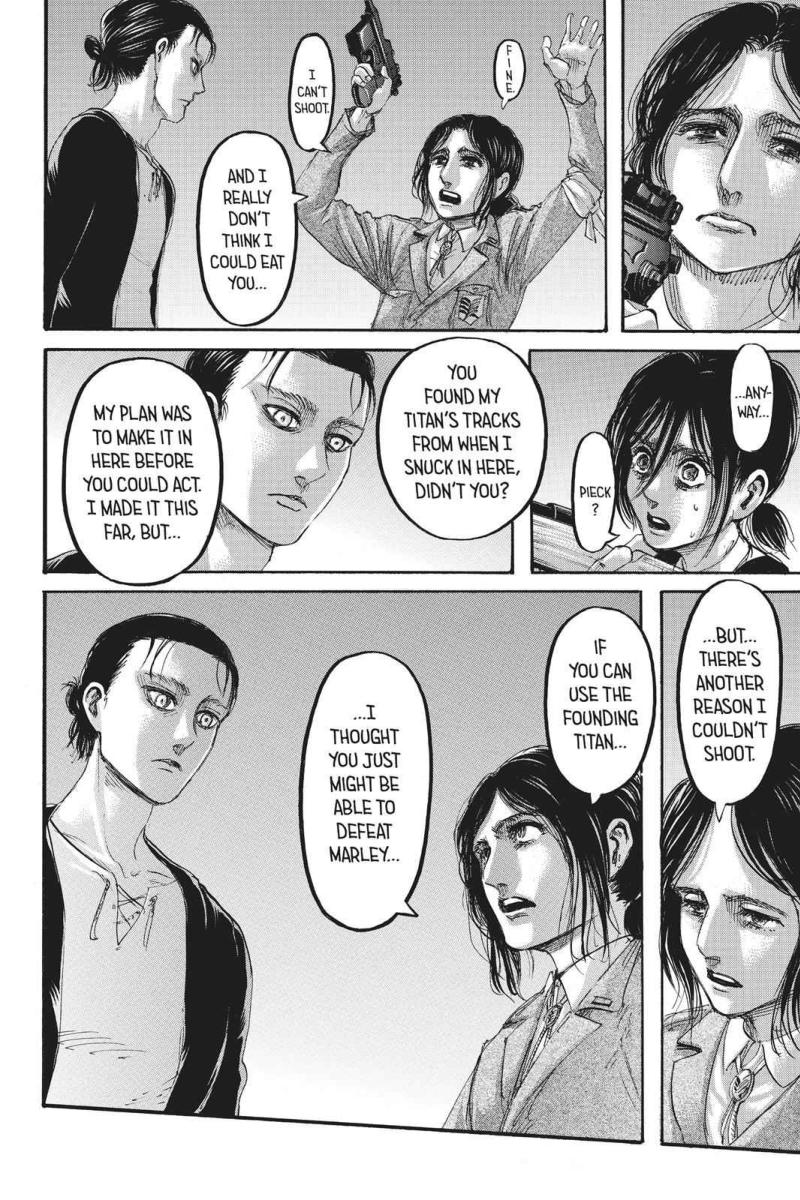 FINE.
I
CAN'T
SHOOT.
AND I
REALLY
DON'T
THINK I
COULD EAT
YOU...
...ANY-
WAY...
PIECK
?
YOU
FOUND MY
TITAN'S TRACKS
FROM WHEN I
SNUCK IN HERE,
DIDN'T YOU?
MY PLAN WAS
TO MAKE IT IN
HERE BEFORE
YOU COULD ACT.
I MADE IT THIS
FAR, BUT...
...BUT...
THERE'S
ANOTHER
REASON I
COULDN'T
SHOOT.
IF
YOU CAN
USE THE
FOUNDING
TITAN...
...I
THOUGHT
YOU JUST
MIGHT BE
ABLE TO
DEFEAT
MARLEY...